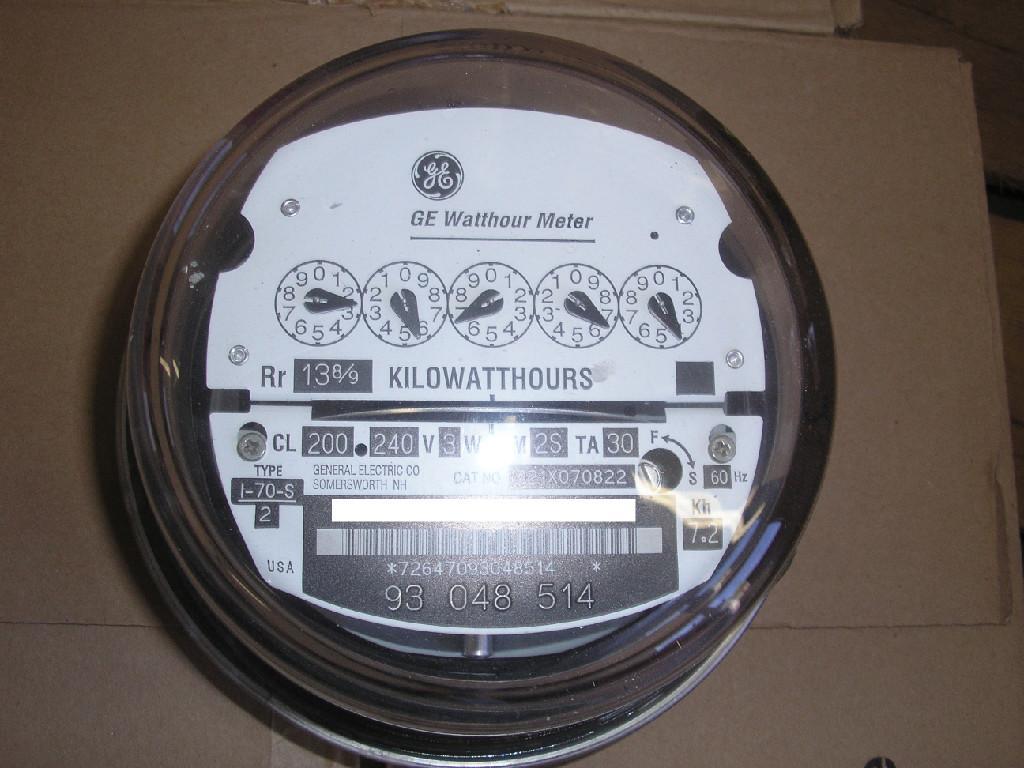 GE
GE Watthour Meter
0 1 2 3 4 5 6 7 8 9
0 1 2 3 4 5 6 7 8 9
0 1 2 3 4 5 6 7 8 9
0 1 2 3 4 5 6 7 8 9
0 1 2 3 4 5 6 7 8 9
Rr 13 8/9 KILOWATTHOURS
CL 200 240 V 3 W 2S TA 30 F S 60 Hz
TYPE I-70-S 2
GENERAL ELECTRIC CO
SOMERSWORTH NH
CAT NO
Kh 7.2
USA
*72647093048514 *
93 048 514